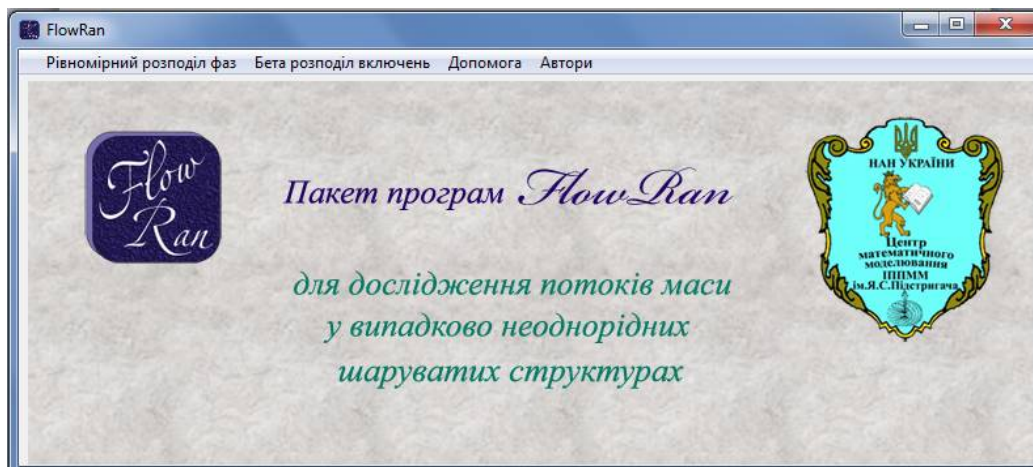 FlowRan
Рівномірний розподіл фаз Бета розподіл включень Допомога Автори
Flow
Ran
Пакет програм FlowRan
для дослідження потоків маси
у випадково неоднорідних
шаруватих структурах
НАН УКРАЇНИ
Центр
математичного
моделювання
ІППММ
ім.Я.С.Підстригача